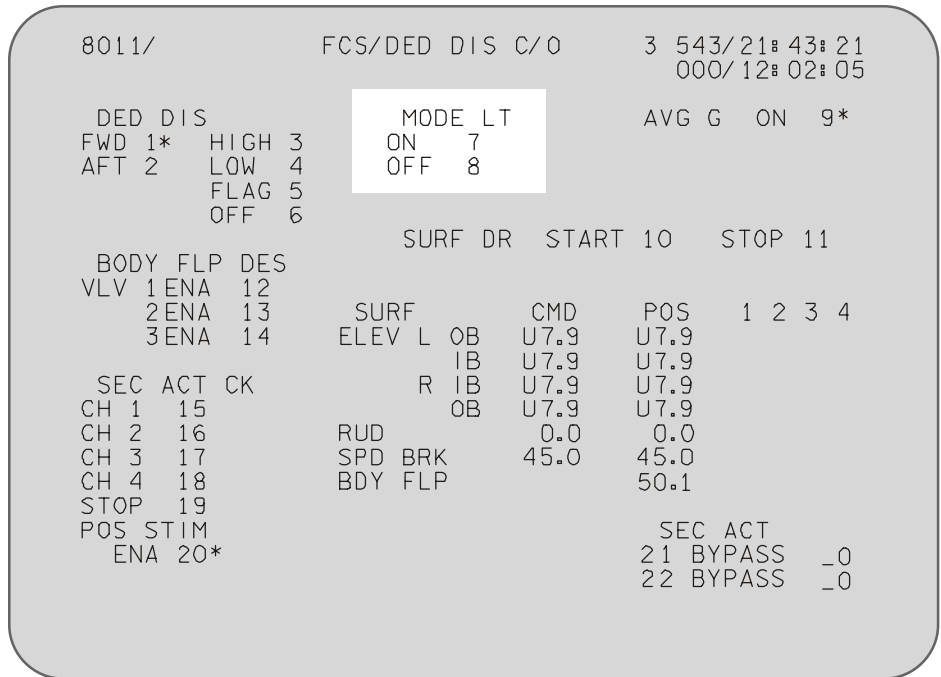 8011/ FCS/DED DIS C/O 3 543/21:43:21
000/12:02:05
DED DIS MODE LT AVG G ON 9*
FWD 1* HIGH 3 ON 7
AFT 2 LOW 4 OFF 8
FLAG 5
OFF 6
SURF DR START 10 STOP 11
BODY FLP DES
VLV 1 ENA 12
2 ENA 13 SURF CMD POS 1 2 3 4
3 ENA 14 ELEV L OB U7.9 U7.9
IB U7.9 U7.9
SEC ACT CK R IB U7.9 U7.9
CH 1 15 OB U7.9 U7.9
CH 2 16 RUD 0.0 0.0
CH 3 17 SPD BRK 45.0 45.0
CH 4 18 BDY FLP 50.1
STOP 19
POS STIM SEC ACT
ENA 20* 21 BYPASS _0
22 BYPASS _0